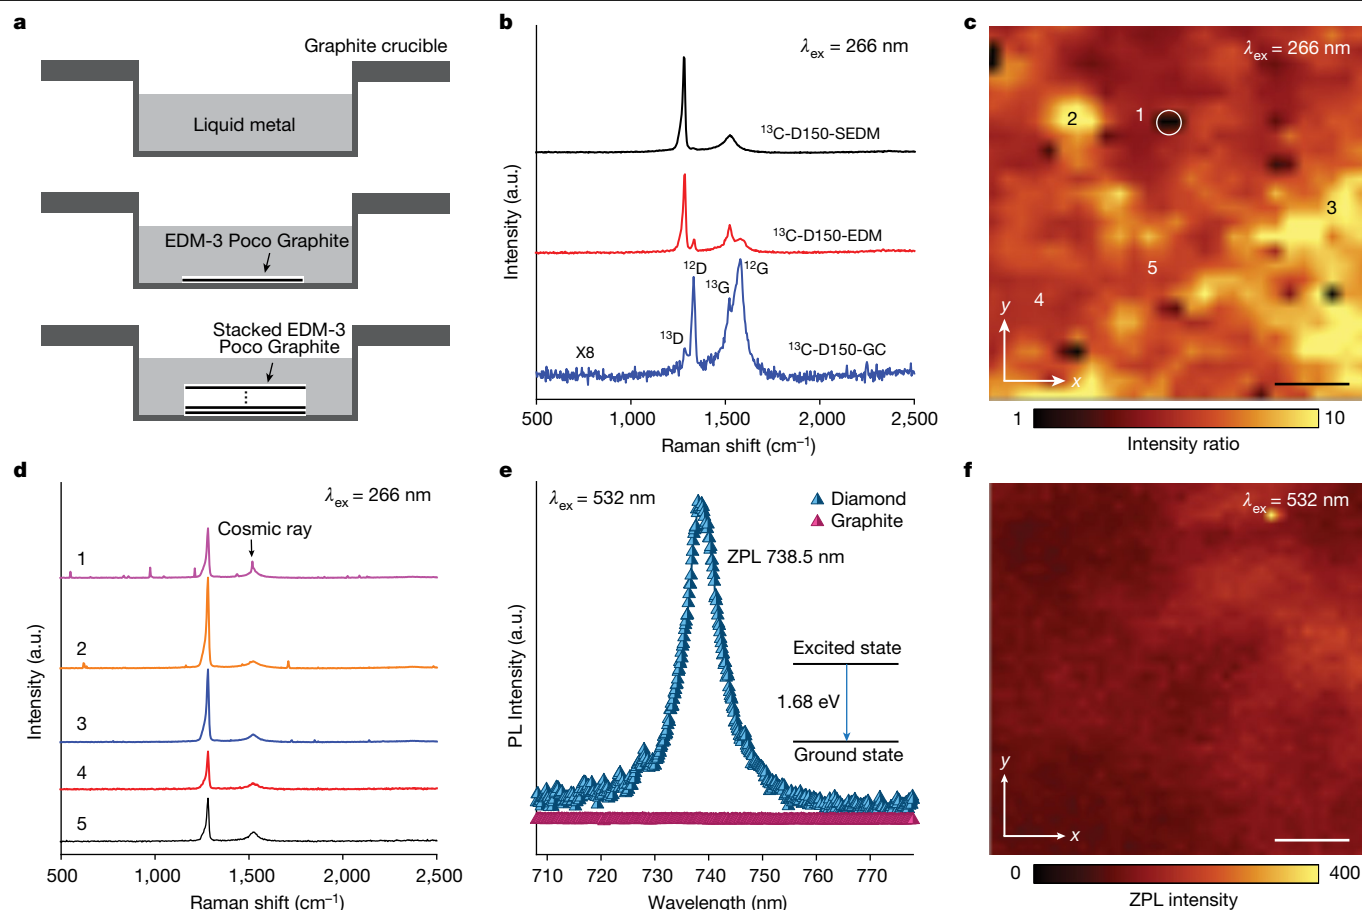 a
Graphite crucible
Liquid metal
EDM-3 Poco Graphite
Stacked EDM-3
Poco Graphite
b
λex = 266 nm
Intensity (a.u.)
13C-D150-SEDM
13C-D150-EDM
12D
12G
13G
13D
X8
13C-D150-GC
500
1,000
1,500
2,000
2,500
Raman shift (cm−1)
c
λex = 266 nm
1
2
3
5
4
y
x
1
10
Intensity ratio
d
λex = 266 nm
Cosmic ray
Intensity (a.u.)
1
2
3
4
5
500
1,000
1,500
2,000
2,500
Raman shift (cm−1)
e
λex = 532 nm
Diamond
Graphite
ZPL 738.5 nm
PL Intensity (a.u.)
Excited state
1.68 eV
Ground state
710
720
730
740
750
760
770
Wavelength (nm)
f
λex = 532 nm
y
x
0
400
ZPL intensity